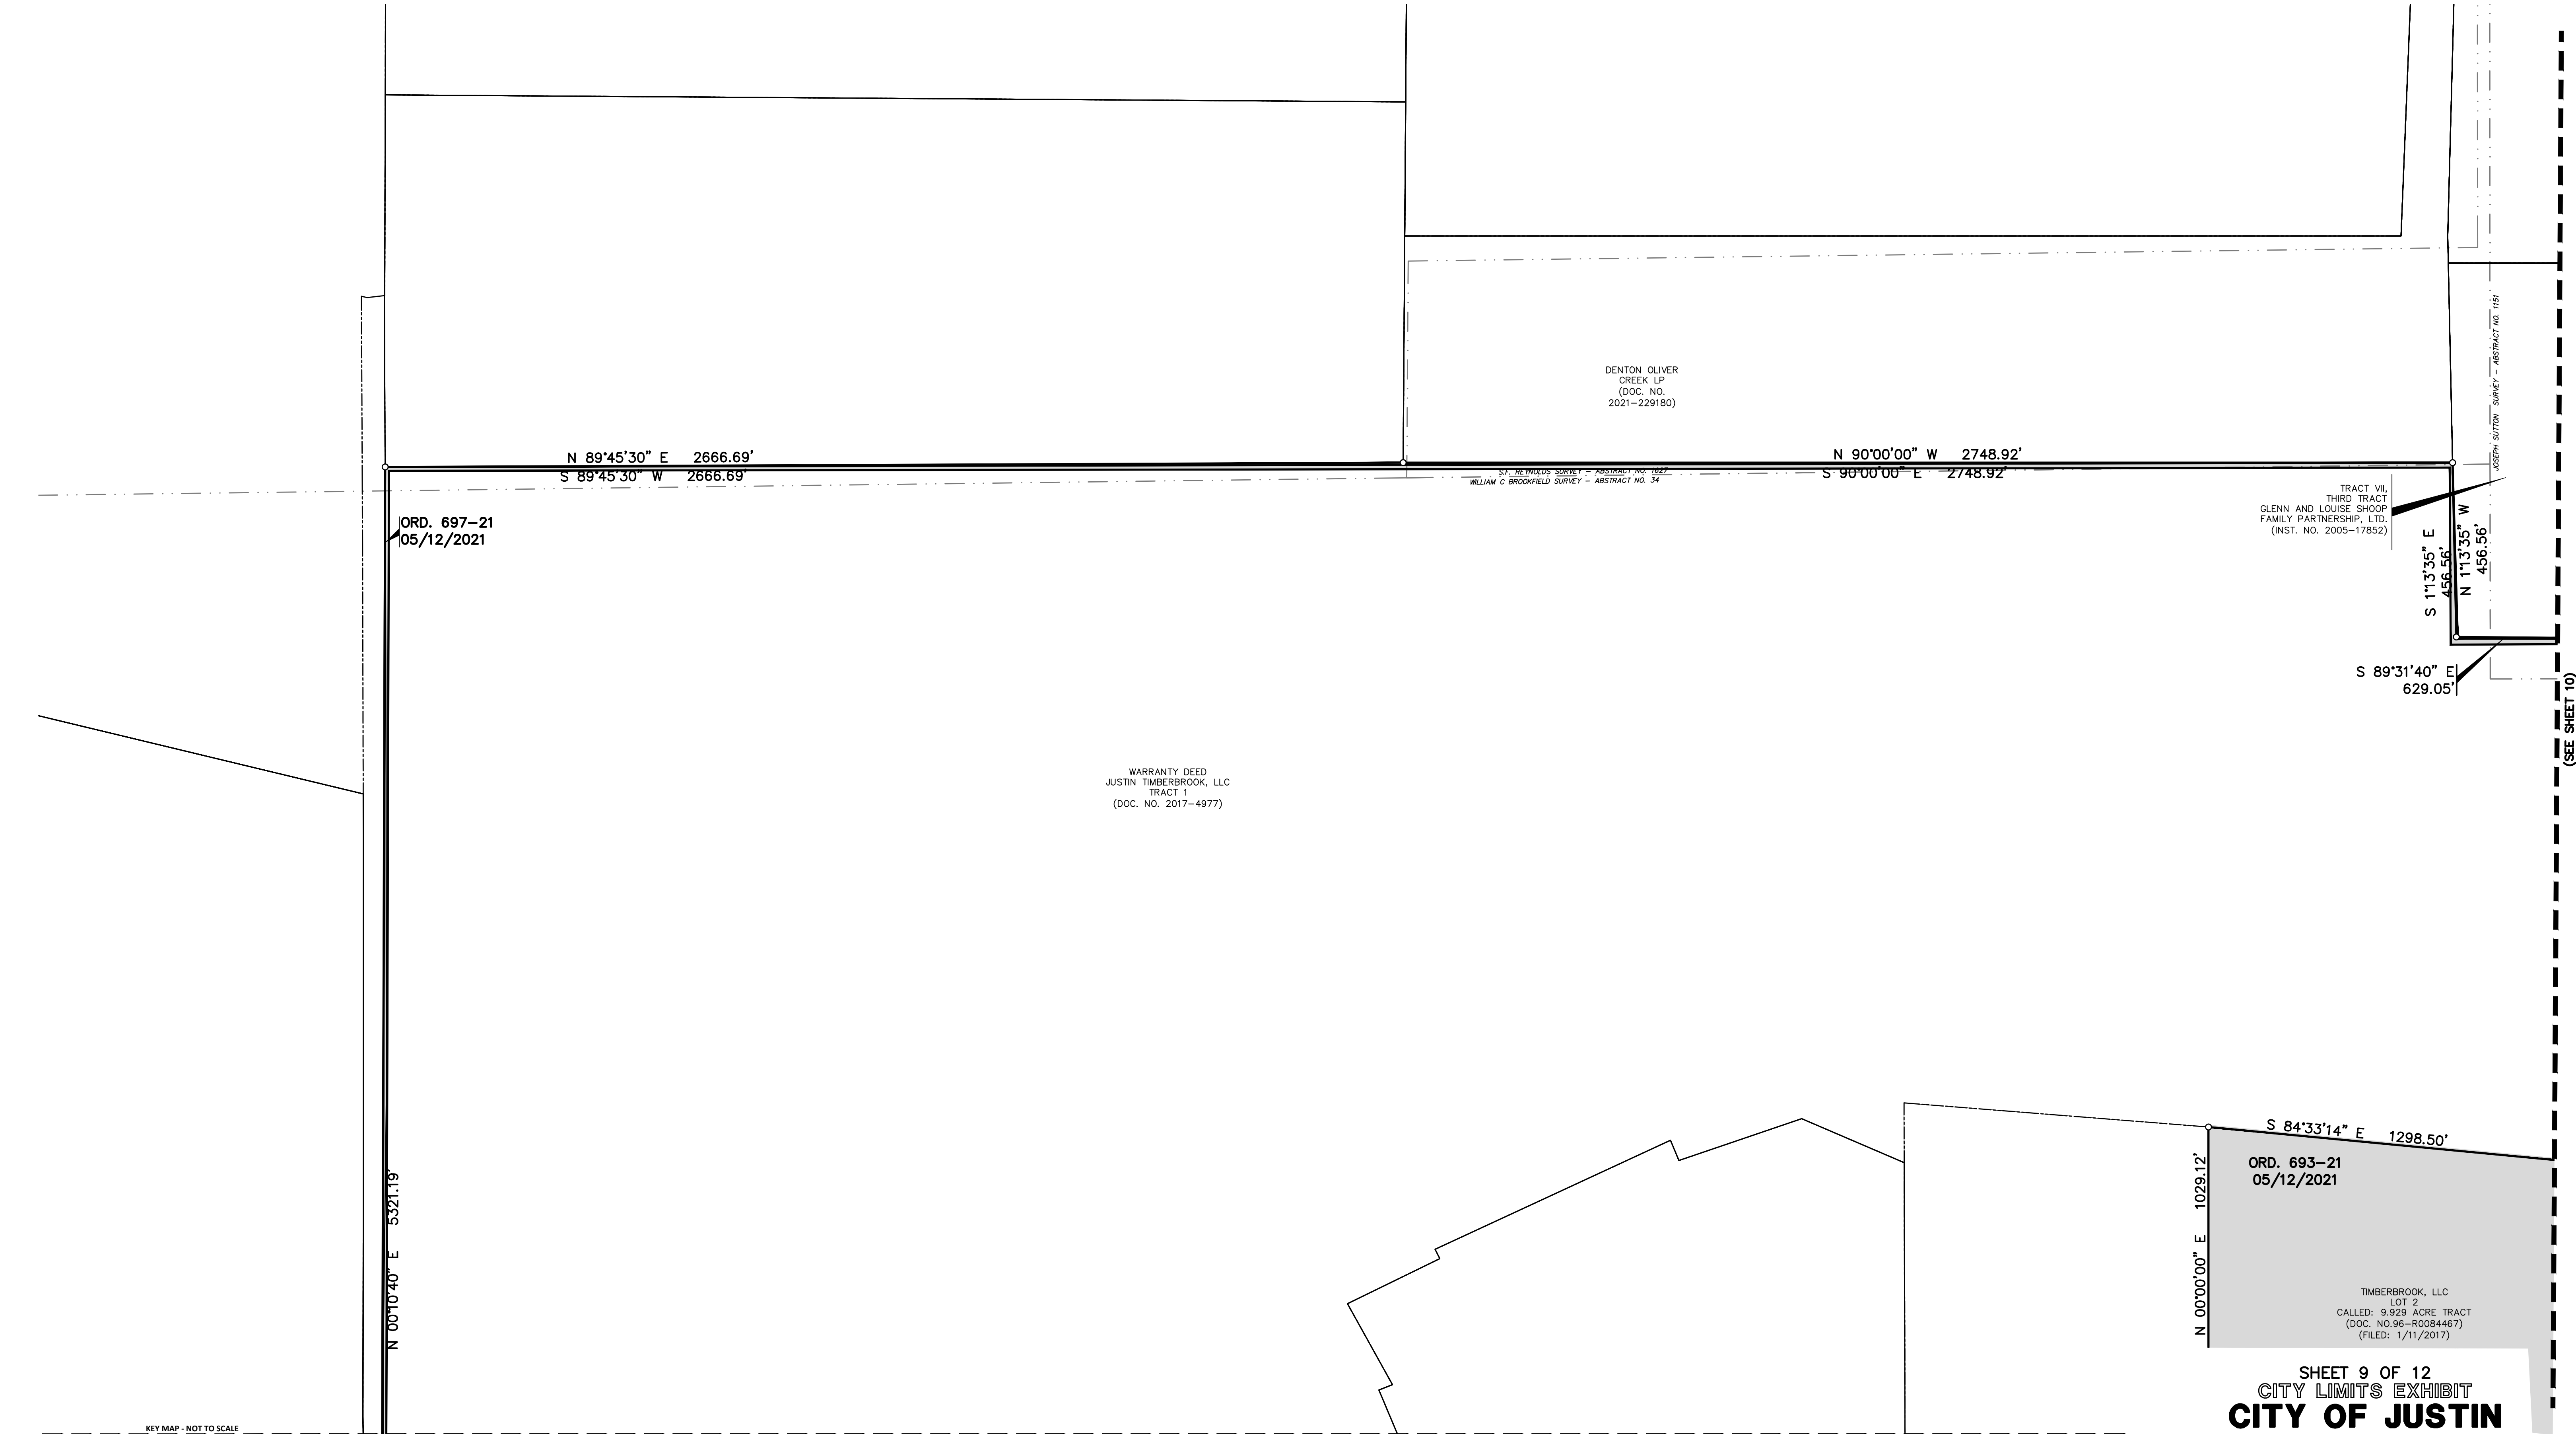 JOSEPH SUTTON SURVEY - ABSTRACT NO. 1151
DENTON OLIVER
CREEK LP
(DOC. NO.
2021-229180)
N 89°45'30" E 2666.69'
S 89°45'30" W 2666.69'
N 90°00'00" W 2748.92'
S 90°00'00" E 2748.92'
S.F. REYNOLDS SURVEY - ABSTRACT NO. 1627
WILLIAM C BROOKFIELD SURVEY - ABSTRACT NO. 34
TRACT VII,
THIRD TRACT
GLENN AND LOUISE SHOOP
FAMILY PARTNERSHIP, LTD.
(INST. NO. 2005-17852)
ORD. 697-21
05/12/2021
S 1°13'35" E
456.56'
N 1°13'35" W
456.56'
S 89°31'40" E
629.05'
(SEE SHEET 10)
WARRANTY DEED
JUSTIN TIMBERBROOK, LLC
TRACT 1
(DOC. NO. 2017-4977)
N 00°10'40" E 5321.19'
S 84°33'14" E 1298.50'
ORD. 693-21
05/12/2021
N 00°00'00" E 1029.12'
TIMBERBROOK, LLC
LOT 2
CALLED: 9.929 ACRE TRACT
(DOC. NO.96-R0084467)
(FILED: 1/11/2017)
SHEET 9 OF 12
CITY LIMITS EXHIBIT
CITY OF JUSTIN
KEY MAP - NOT TO SCALE